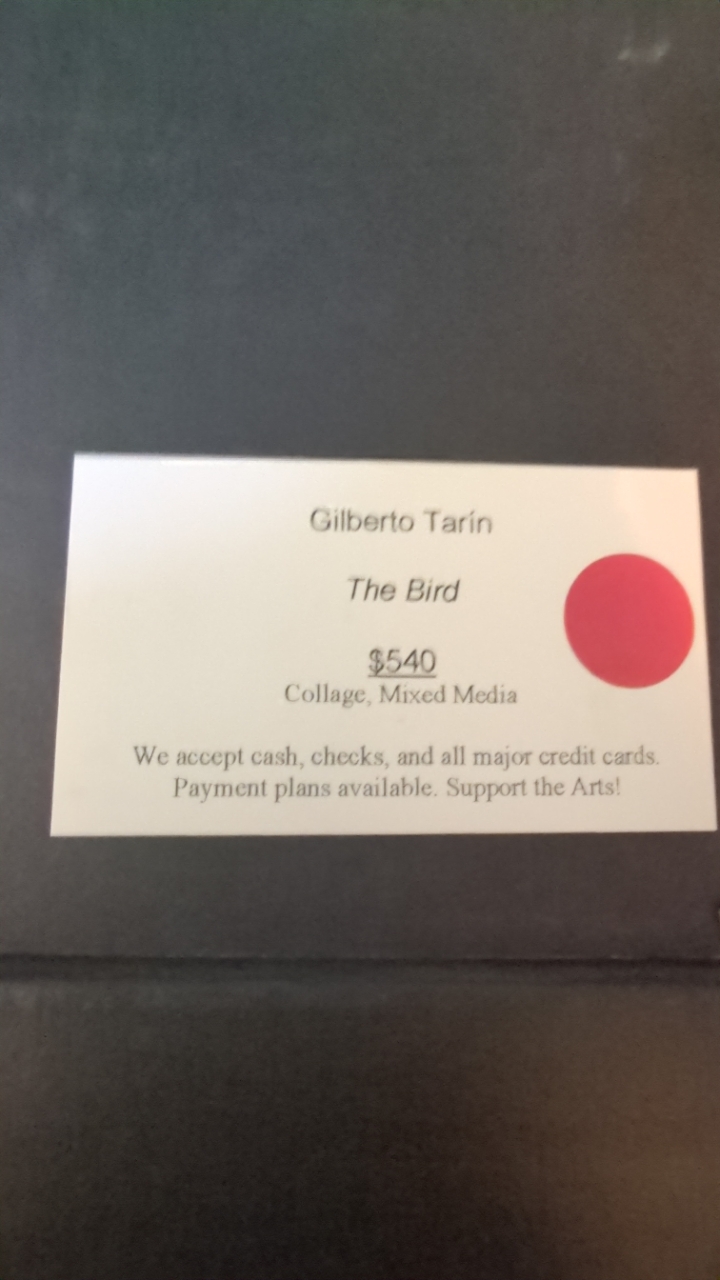 Gilberto Tarín
The Bird
$540
Collage, Mixed Media
We accept cash, checks, and all major credit cards.
Payment plans available. Support the Arts!